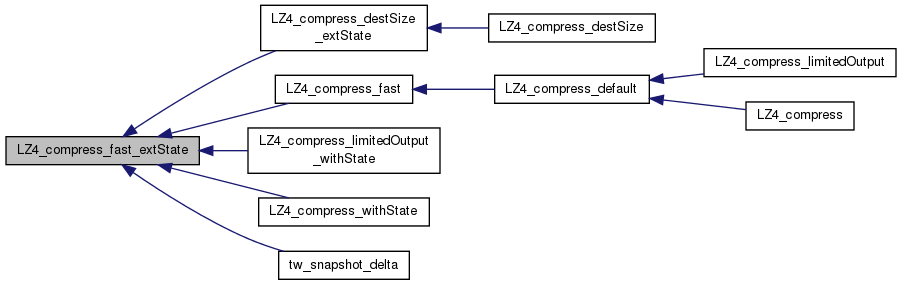 LZ4_compress_destSize
_extState
LZ4_compress_destSize
LZ4_compress_limitedOutput
LZ4_compress_fast
LZ4_compress_default
LZ4_compress
LZ4_compress_fast_extState
LZ4_compress_limitedOutput
_withState
LZ4_compress_withState
tw_snapshot_delta